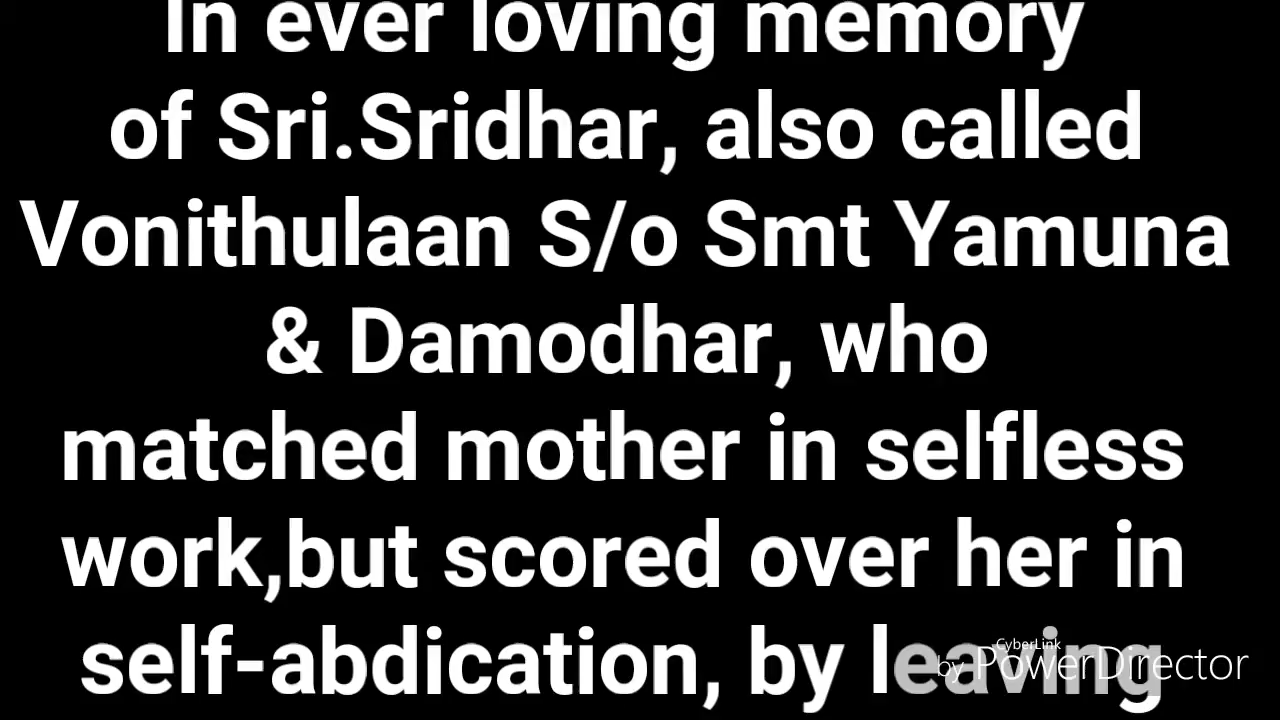 In ever loving memory
of Sri.Sridhar, also called
Vonithulaan S/o Smt Yamuna
& Damodhar, who
matched mother in selfless
work,but scored over her in
self-abdication, by leaving
CyberLink
by PowerDirector